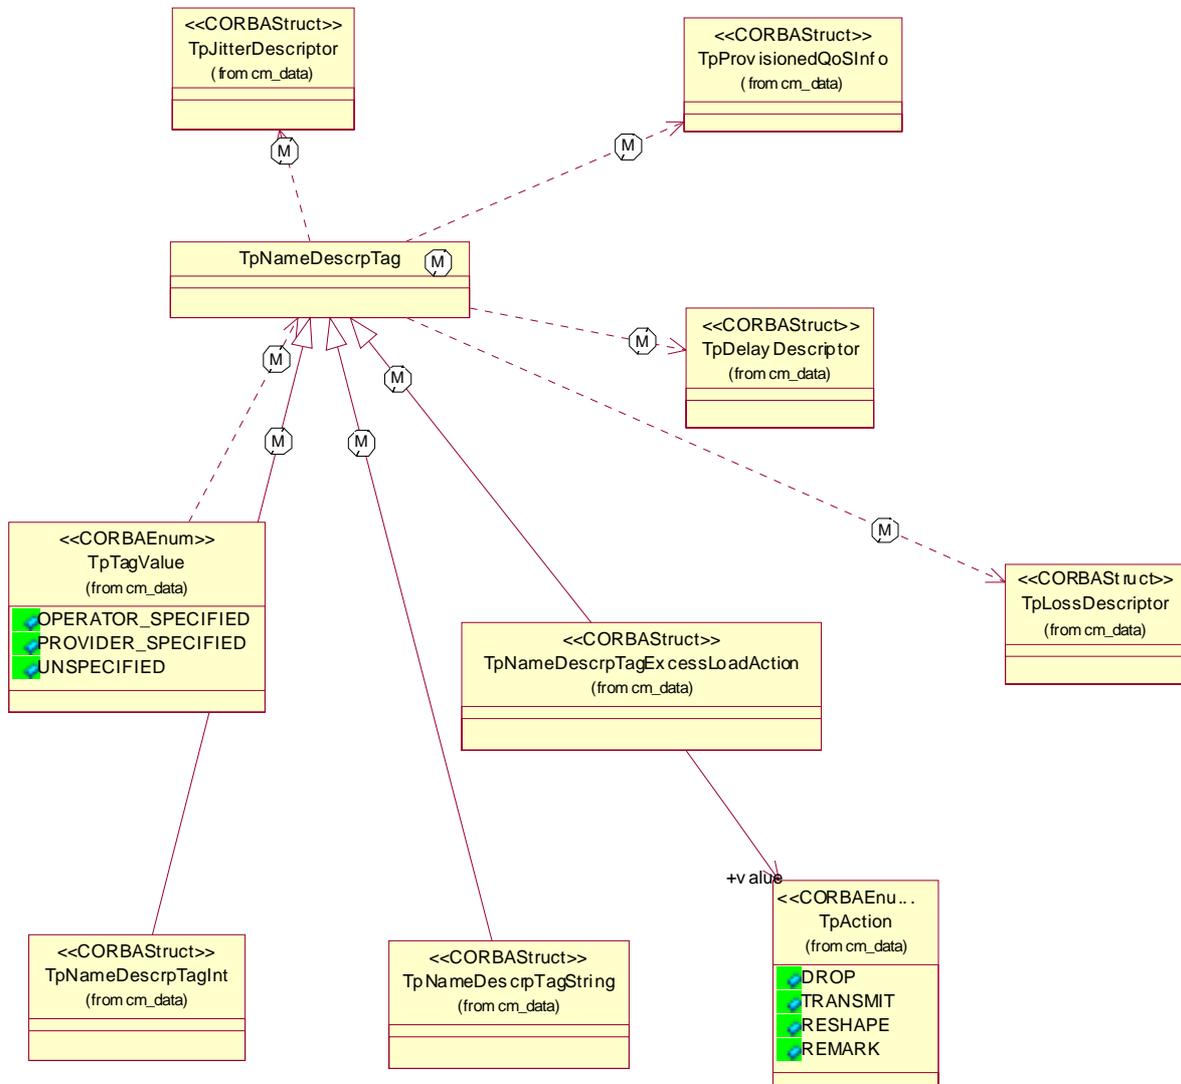 <<CORBAStruct>>
TpJitterDescriptor
(from cm_data)
<<CORBAStruct>>
TpProvisionedQoSInfo
(from cm_data)
M
M
TpNameDescrpTag
M
<<CORBAStruct>>
TpDelayDescriptor
(from cm_data)
M
M
M
M
M
M
<<CORBAEnum>>
TpTagValue
(from cm_data)
OPERATOR_SPECIFIED
PROVIDER_SPECIFIED
UNSPECIFIED
<<CORBAStruct>>
TpLossDescriptor
(from cm_data)
<<CORBAStruct>>
TpNameDescrpTagExcessLoadAction
(from cm_data)
+value
<<CORBAEnu...
TpAction
(from cm_data)
DROP
TRANSMIT
RESHAPE
REMARK
<<CORBAStruct>>
TpNameDescrpTagInt
(from cm_data)
<<CORBAStruct>>
TpNameDescrpTagString
(from cm_data)